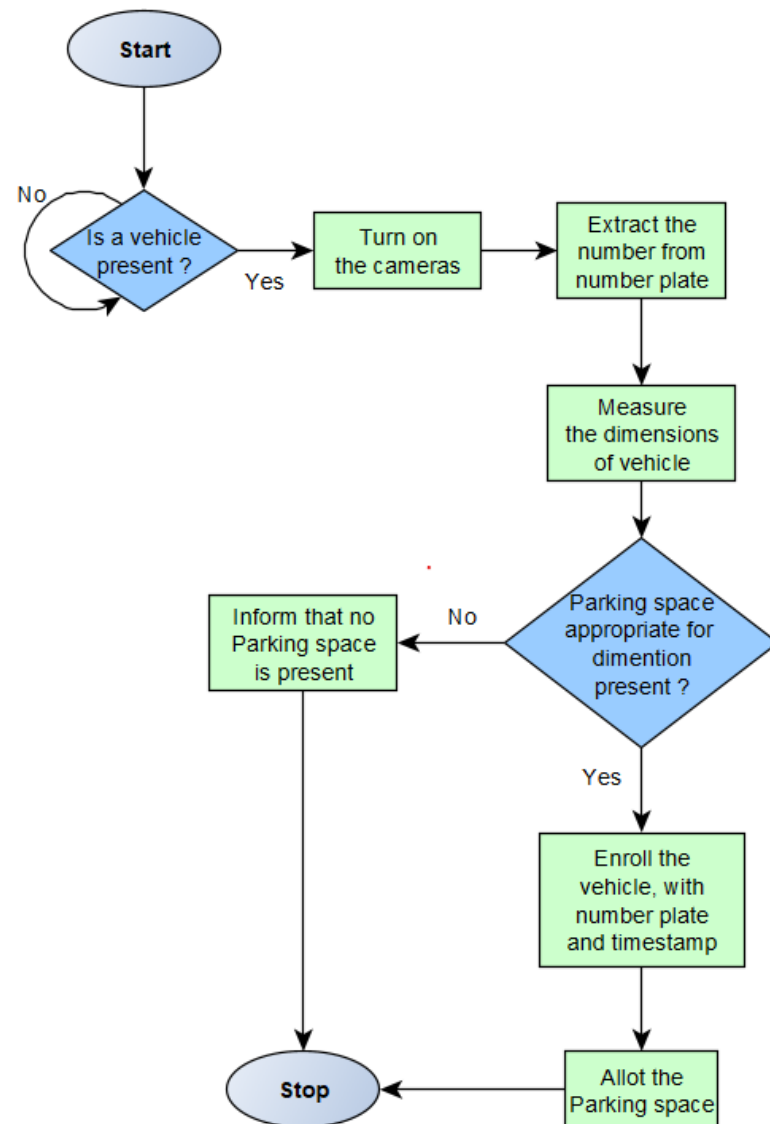 Start
No
Is a vehicle
present ?
Yes
Turn on
the cameras
Extract the
number from
number plate
Measure
the dimensions
of vehicle
Parking space
appropriate for
dimention
present ?
No
Inform that no
Parking space
is present
Yes
Enroll the
vehicle, with
number plate
and timestamp
Allot the
Parking space
Stop